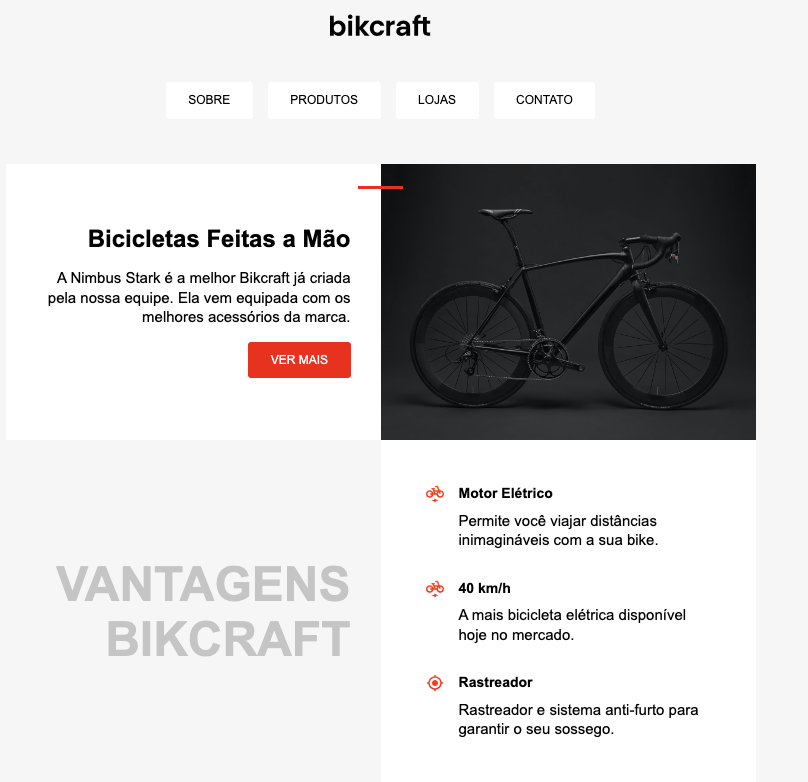 bikcraft
SOBRE
PRODUTOS
LOJAS
CONTATO
Bicicletas Feitas a Mão
A Nimbus Stark é a melhor Bikcraft já criada
pela nossa equipe. Ela vem equipada com os
melhores acessórios da marca.
VER MAIS
VANTAGENS
BIKCRAFT
Motor Elétrico
Permite você viajar distâncias
inimagináveis com a sua bike.
40 km/h
A mais bicicleta elétrica disponível
hoje no mercado.
Rastreador
Rastreador e sistema anti-furto para
garantir o seu sossego.